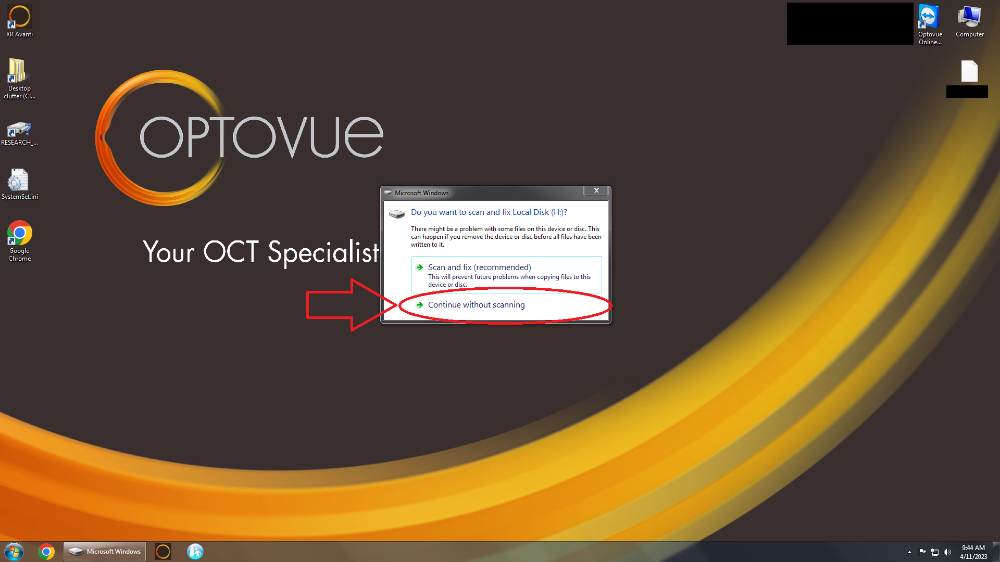 XR Avanti
Desktop
clutter (Cl...
RESEARCH_...
SystemSet.ini
Google
Chrome
OPTOVUE
Your OCT Specialist
Microsoft Windows
Do you want to scan and fix Local Disk (H:)?
There might be a problem with some files on this device or disc. This
can happen if you remove the device or disc before all files have been
written to it.
Scan and fix (recommended)
This will prevent future problems when copying files to this
device or disc.
Continue without scanning
Optovue
Online...
Computer
Microsoft Windows
9:44 AM
4/11/2023